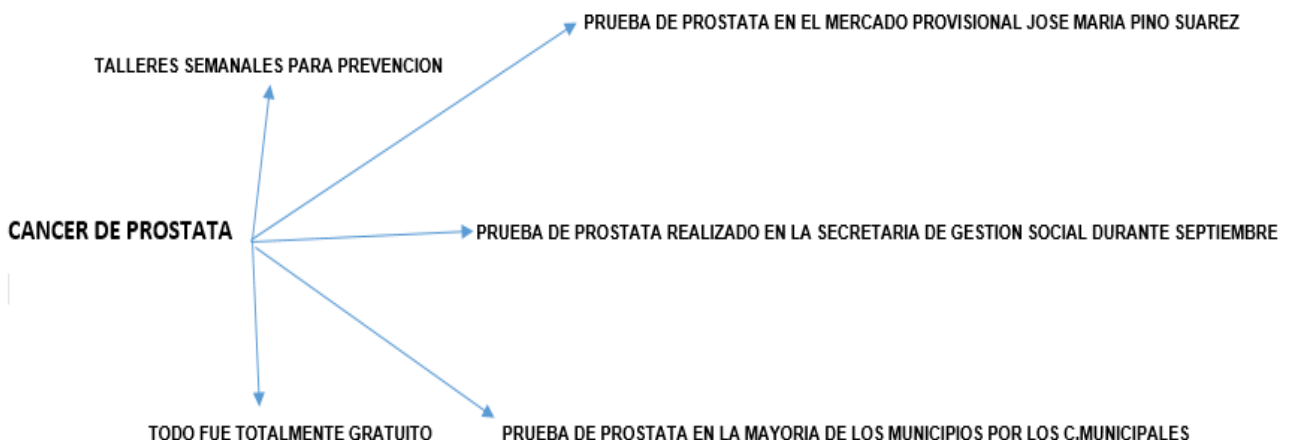 PRUEBA DE PROSTATA EN EL MERCADO PROVISIONAL JOSE MARIA PINO SUAREZ
TALLERES SEMANALES PARA PREVENCION
CANCER DE PROSTATA
PRUEBA DE PROSTATA REALIZADO EN LA SECRETARIA DE GESTION SOCIAL DURANTE SEPTIEMBRE
TODO FUE TOTALMENTE GRATUITO
PRUEBA DE PROSTATA EN LA MAYORIA DE LOS MUNICIPIOS POR LOS C.MUNICIPALES